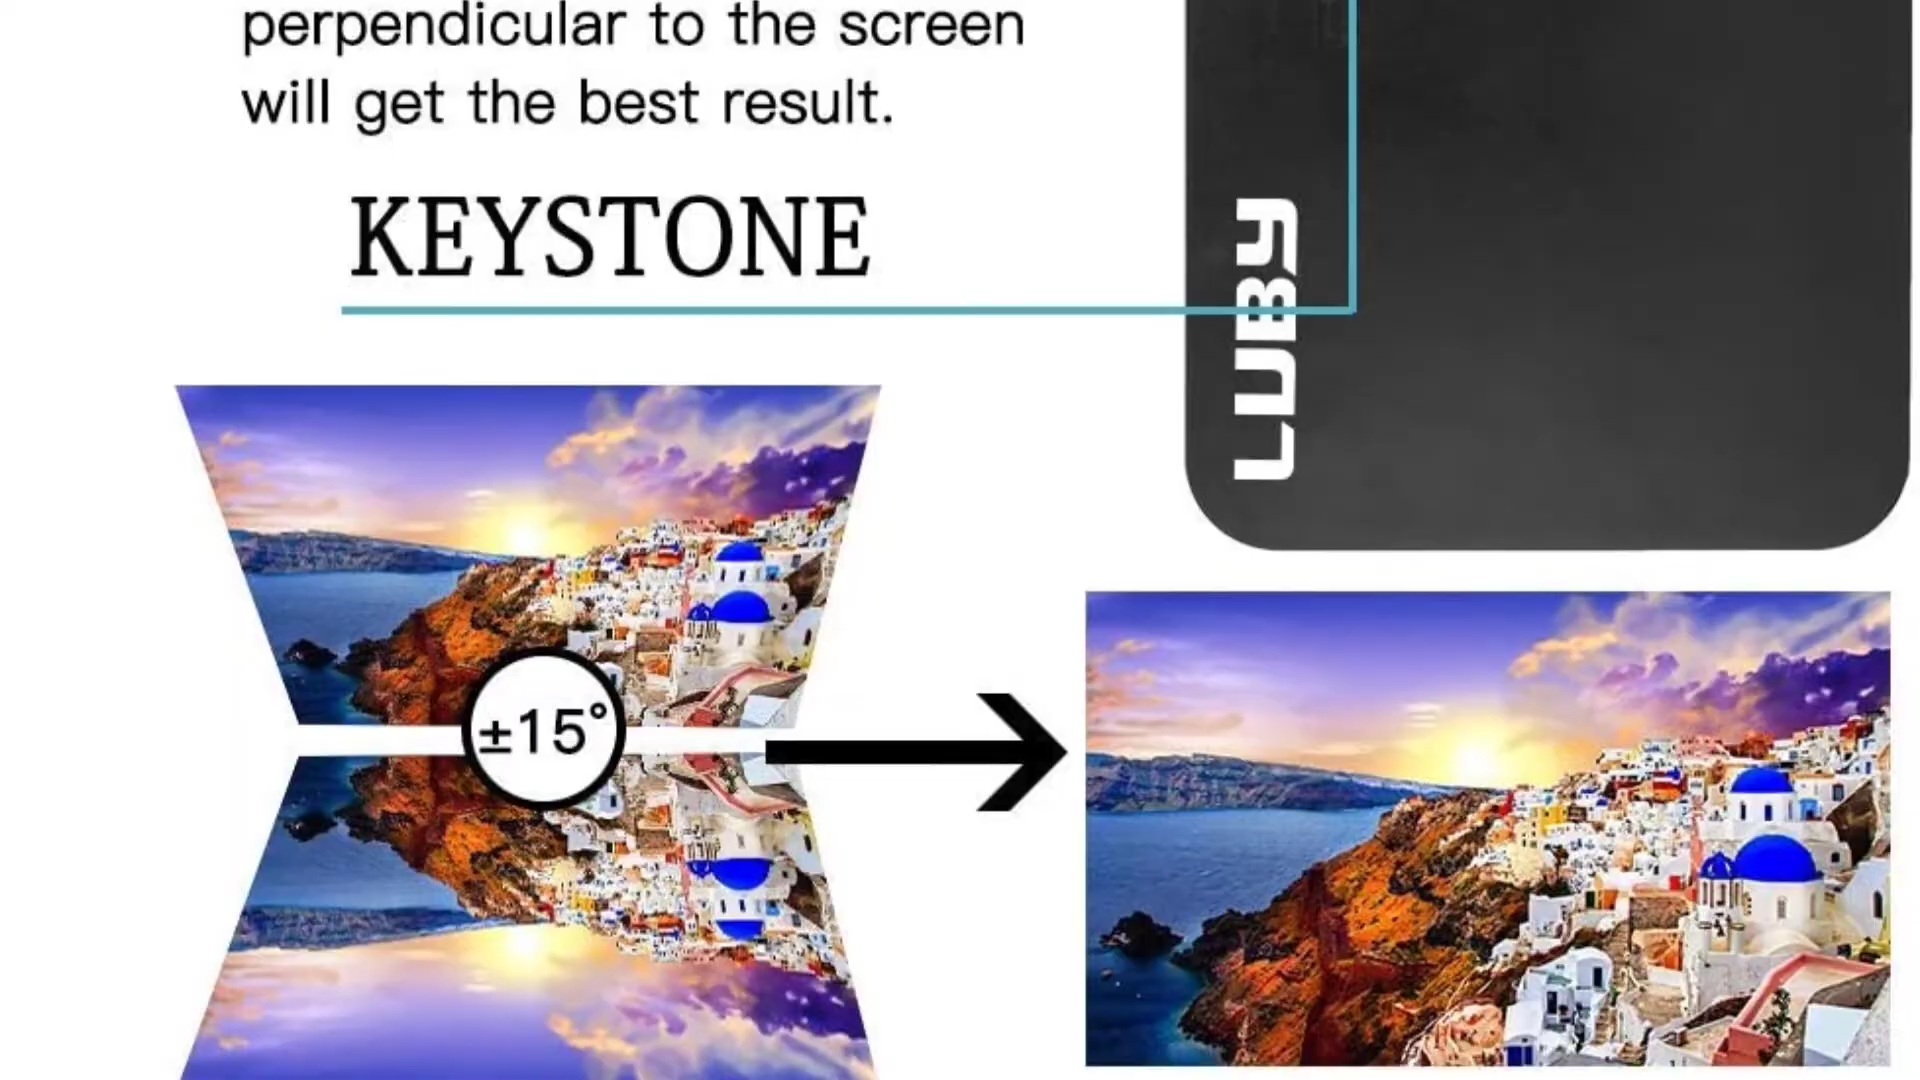 perpendicular to the screen
will get the best result.
KEYSTONE
LUBY
±15°